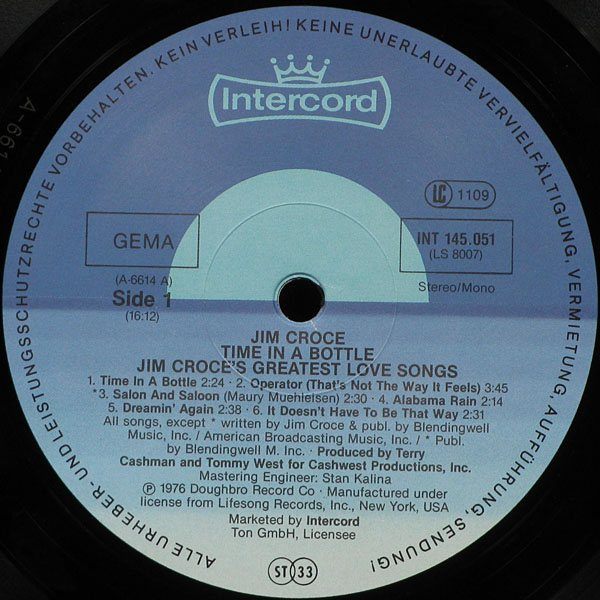 ALLE URHEBER- UND LEISTUNGSSCHUTZRECHTE VORBEHALTEN. KEIN VERLEIH! KEINE UNERLAUBTE VERVIELFÄLTIGUNG, VERMIETUNG, AUFFÜHRUNG, SENDUNG!
Intercord
LC 1109
GEMA
INT 145.051
(LS 8007)
(A-6614 A)
Side 1
(16:12)
Stereo/Mono
JIM CROCE
TIME IN A BOTTLE
JIM CROCE'S GREATEST LOVE SONGS
1. Time In A Bottle 2:24 · 2. Operator (That's Not The Way It Feels) 3:45
*3. Salon And Saloon (Maury Muehleisen) 2:30 · 4. Alabama Rain 2:14
5. Dreamin' Again 2:38 · 6. It Doesn't Have To Be That Way 2:31
All songs, except * written by Jim Croce & publ. by Blendingwell
Music, Inc. / American Broadcasting Music, Inc. / * Publ.
by Blendingwell M. Inc. · Produced by Terry
Cashman and Tommy West for Cashwest Productions, Inc.
Mastering Engineer: Stan Kalina
℗ 1976 Doughbro Record Co · Manufactured under
license from Lifesong Records, Inc., New York, USA
Marketed by Intercord
Ton GmbH, Licensee
ST 33